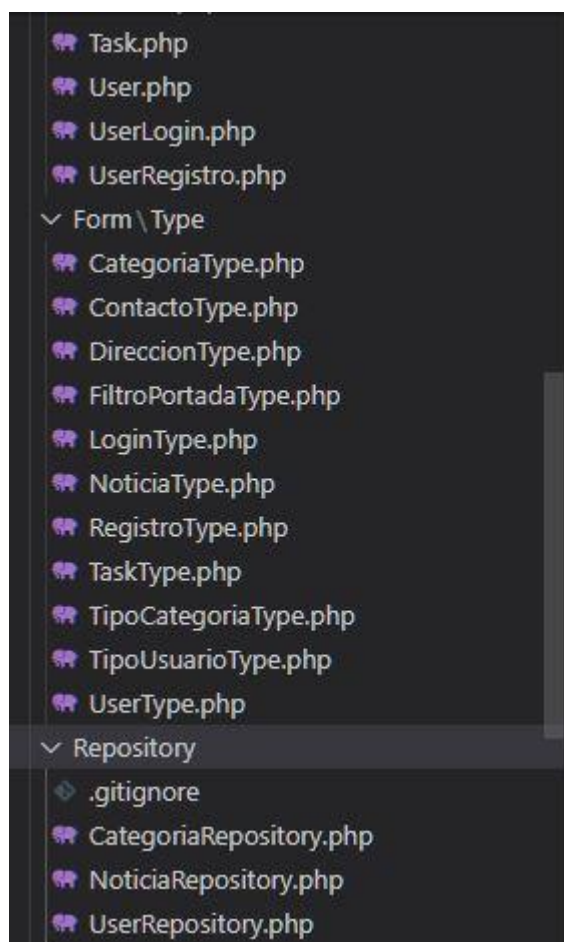 Task.php
User.php
UserLogin.php
UserRegistro.php
Form \ Type
CategoriaType.php
ContactoType.php
DireccionType.php
FiltroPortadaType.php
LoginType.php
NoticiaType.php
RegistroType.php
TaskType.php
TipoCategoriaType.php
TipoUsuarioType.php
UserType.php
Repository
.gitignore
CategoriaRepository.php
NoticiaRepository.php
UserRepository.php